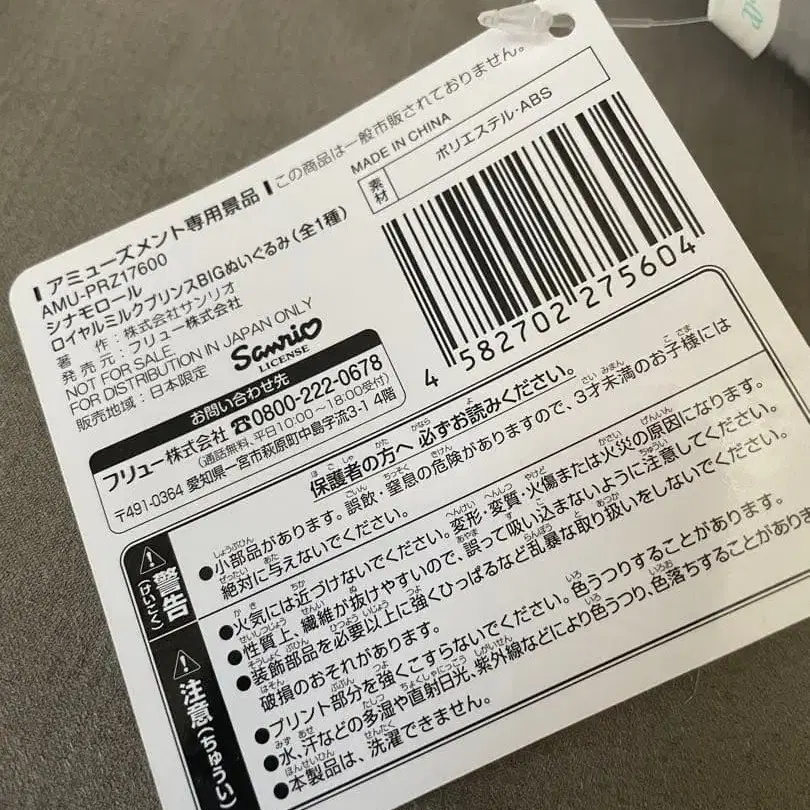 アミューズメント専用景品 この商品は一般市販されておりません。
AMU-PRZ17600
シナモロール
ロイヤルミルクプリンスBIGぬいぐるみ(全1種)
著 作:株式会社サンリオ
発売元:フリュー株式会社
NOT FOR SALE
FOR DISTRIBUTION IN JAPAN ONLY
販売地域:日本限定
Sanrio
LICENSE
MADE IN CHINA
素材 ポリエステル・ABS
4 582702 275604
お問い合わせ先
フリュー株式会社 ☎0800-222-0678
(通話無料、平日10:00~18:00受付)
〒491-0364 愛知県一宮市萩原町中島字流3-1 4階
保護者の方へ 必ずお読みください。
警告(けいこく)
●小部品があります。誤飲・窒息の危険がありますので、3才未満のお子様には
絶対に与えないでください。
●火気には近づけないでください。変形・変質・火傷または火災の原因になります。
●性質上、繊維が抜けやすいので、誤って吸い込まないように注意してください。
注意(ちゅうい)
●装飾部品を必要以上に強くひっぱるなど乱暴な取り扱いをしないでください。
破損のおそれがあります。
●プリント部分を強くこすらないでください。色うつりすることがあります。
●水、汗などの多湿や直射日光、紫外線などにより色うつり、色落ちすることがありま
●本製品は、洗濯できません。